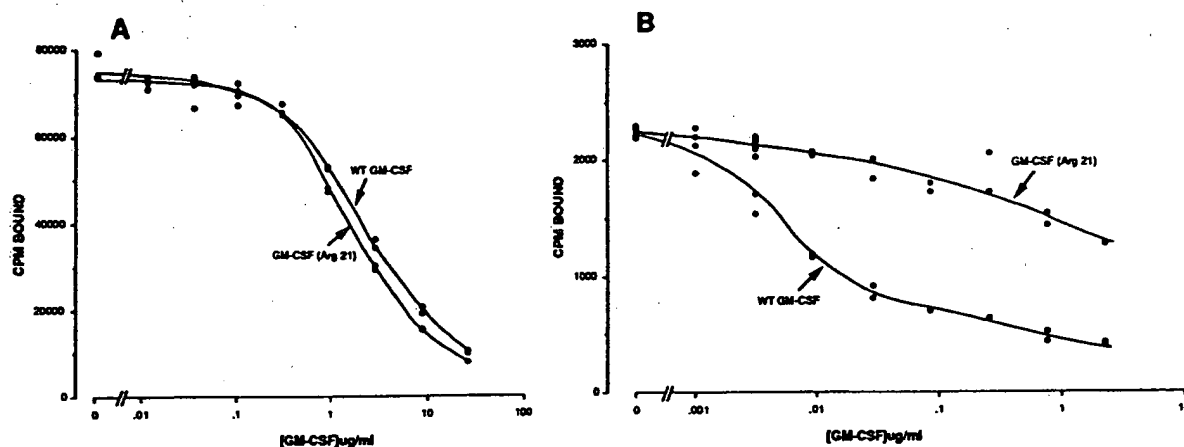 A
80000
60000
40000
20000
0
CPM BOUND
WT GM-CSF
GM-CSF (Arg 21)
0
.01
.1
1
10
100
[GM-CSF]ug/ml
B
3000
2000
1000
0
CPM BOUND
GM-CSF (Arg 21)
WT GM-CSF
0
.001
.01
.1
1
[GM-CSF]ug/ml